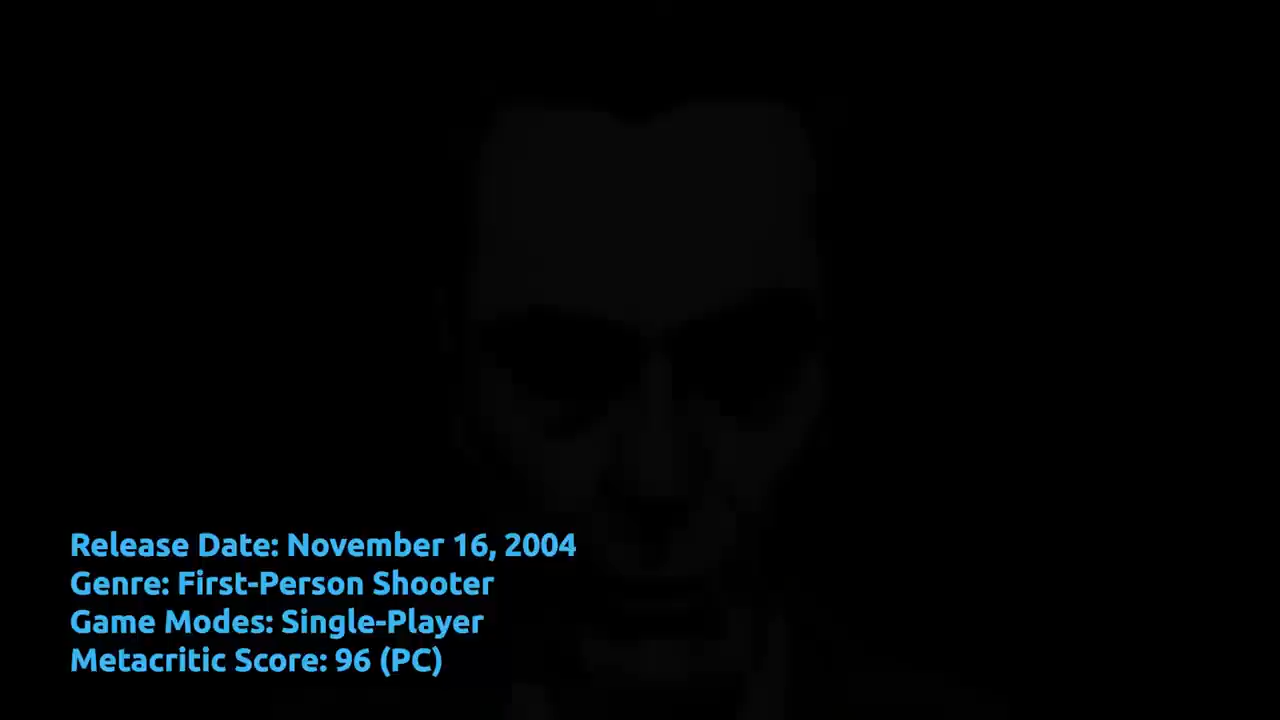 Release Date: November 16, 2004
Genre: First-Person Shooter
Game Modes: Single-Player
Metacritic Score: 96 (PC)